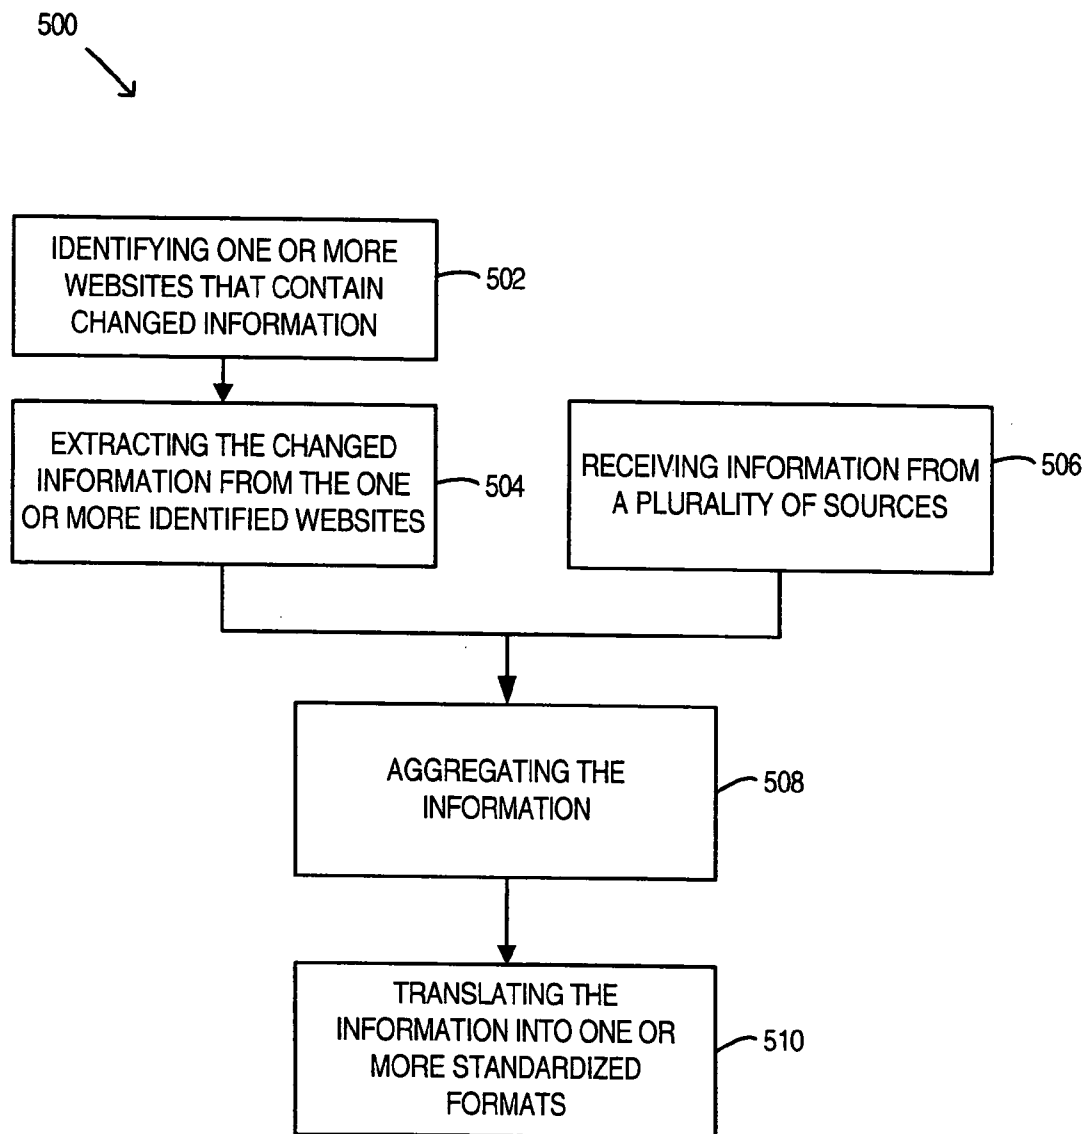 500
IDENTIFYING ONE OR MORE
WEBSITES THAT CONTAIN
CHANGED INFORMATION
502
EXTRACTING THE CHANGED
INFORMATION FROM THE ONE
OR MORE IDENTIFIED WEBSITES
504
RECEIVING INFORMATION FROM
A PLURALITY OF SOURCES
506
AGGREGATING THE
INFORMATION
508
TRANSLATING THE
INFORMATION INTO ONE OR
MORE STANDARDIZED
FORMATS
510